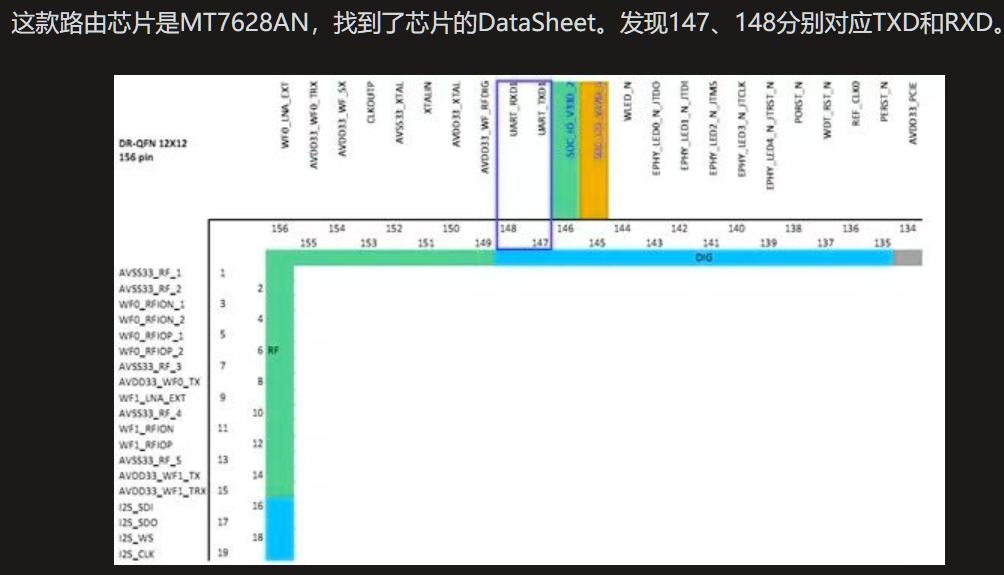 这款路由芯片是MT7628AN，找到了芯片的DataSheet。发现147、148分别对应TXD和RXD。
DR-QFN 12X12
156 pin
WF0_LNA_EXT
AVDD33_WF0_TRX
AVDD33_WF_SX
CLKOUTP
AVSS33_XTAL
XTALIN
AVDD33_XTAL
AVDD33_WF_RFDIG
UART_RXD1
UART_TXD1
SOC_IO_V33D_2
WLED_N
EPHY_LED0_N_JTDO
EPHY_LED1_N_JTDI
EPHY_LED2_N_JTMS
EPHY_LED3_N_JTCLK
EPHY_LED4_N_JTRST_N
PORST_N
WDT_RST_N
REF_CLKO
PERST_N
AVDD33_PCIE
156 154 152 150 148 146 144 142 140 138 136 134
155 153 151 149 147 145 143 141 139 137 135
DIG
AVSS33_RF_1 1
AVSS33_RF_2 2
WF0_RFION_1 3
WF0_RFION_2 4
WF0_RFIOP_1 5
WF0_RFIOP_2 6 RF
AVSS33_RF_3 7
AVDD33_WF0_TX 8
WF1_LNA_EXT 9
AVSS33_RF_4 10
WF1_RFION 11
WF1_RFIOP 12
AVSS33_RF_5 13
AVDD33_WF1_TX 14
AVDD33_WF1_TRX 15
I2S_SDI 16
I2S_SDO 17
I2S_WS 18
I2S_CLK 19